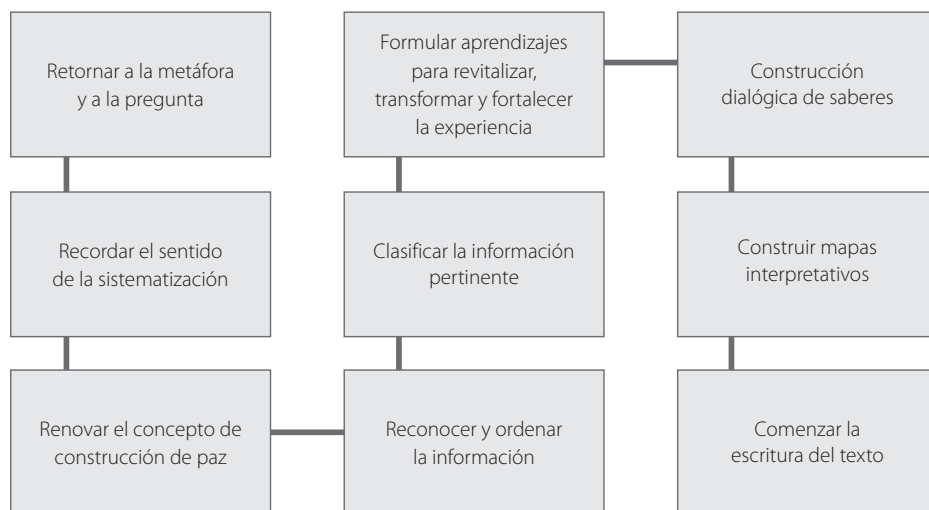 Retornar a la metáfora
y a la pregunta
Recordar el sentido
de la sistematización
Renovar el concepto de
construcción de paz
Reconocer y ordenar
la información
Clasificar la información
pertinente
Formular aprendizajes
para revitalizar,
transformar y fortalecer
la experiencia
Construcción
dialógica de saberes
Construir mapas
interpretativos
Comenzar la
escritura del texto